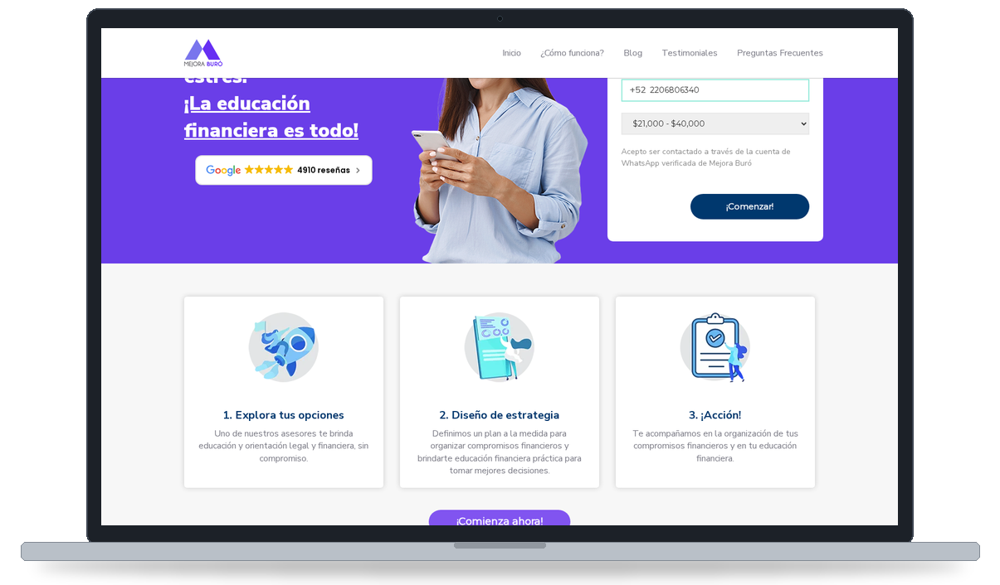 MEJORA BURÓ
Inicio
¿Cómo funciona?
Blog
Testimoniales
Preguntas Frecuentes
estrés.
¡La educación
financiera es todo!
Google 4910 reseñas
+52 2206806340
$21,000 - $40,000
Acepto ser contactado a través de la cuenta de
WhatsApp verificada de Mejora Buró
¡Comenzar!
1. Explora tus opciones
Uno de nuestros asesores te brinda
educación y orientación legal y financiera, sin
compromiso.
2. Diseño de estrategia
Definimos un plan a la medida para
organizar compromisos financieros y
brindarte educación financiera práctica para
tomar mejores decisiones.
3. ¡Acción!
Te acompañamos en la organización de tus
compromisos financieros y en tu educación
financiera.
¡Comienza ahora!